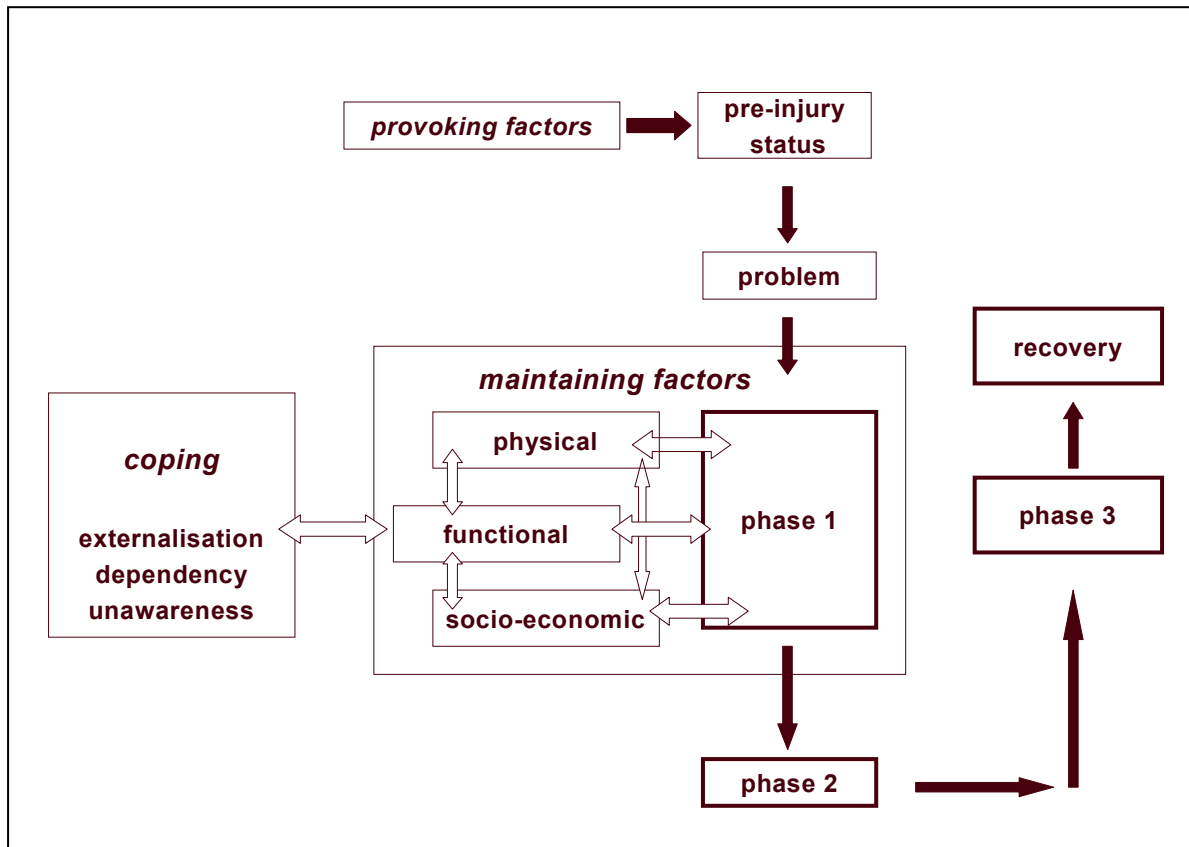 provoking factors
pre-injury
status
problem
recovery
maintaining factors
physical
coping
phase 1
phase 3
functional
externalisation
dependency
unawareness
socio-economic
phase 2